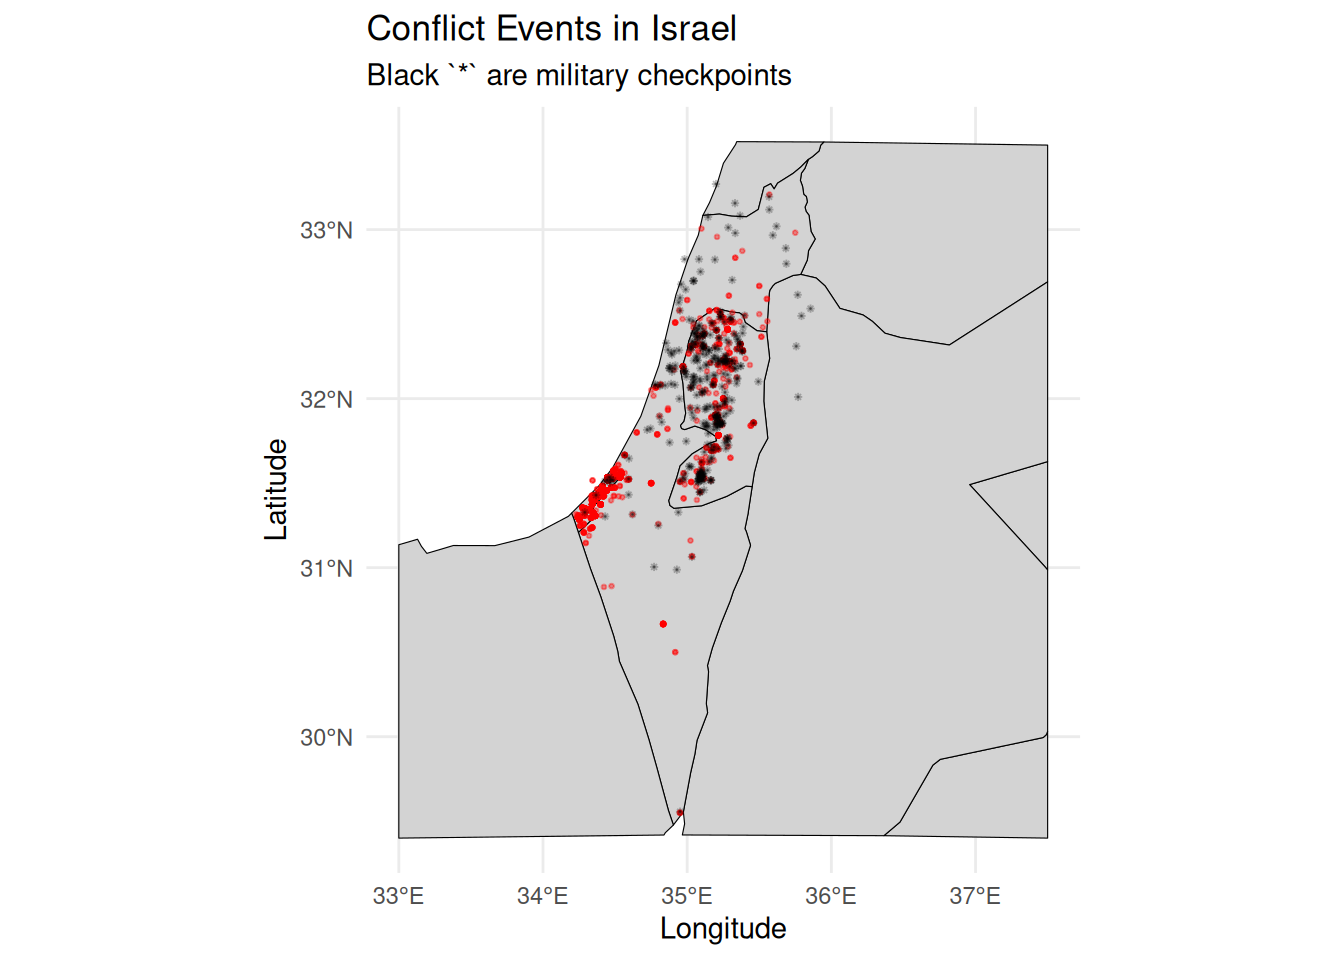 Conflict Events in Israel
Black `*` are military checkpoints
33°N
32°N
31°N
30°N
Latitude
33°E 34°E 35°E 36°E 37°E
Longitude